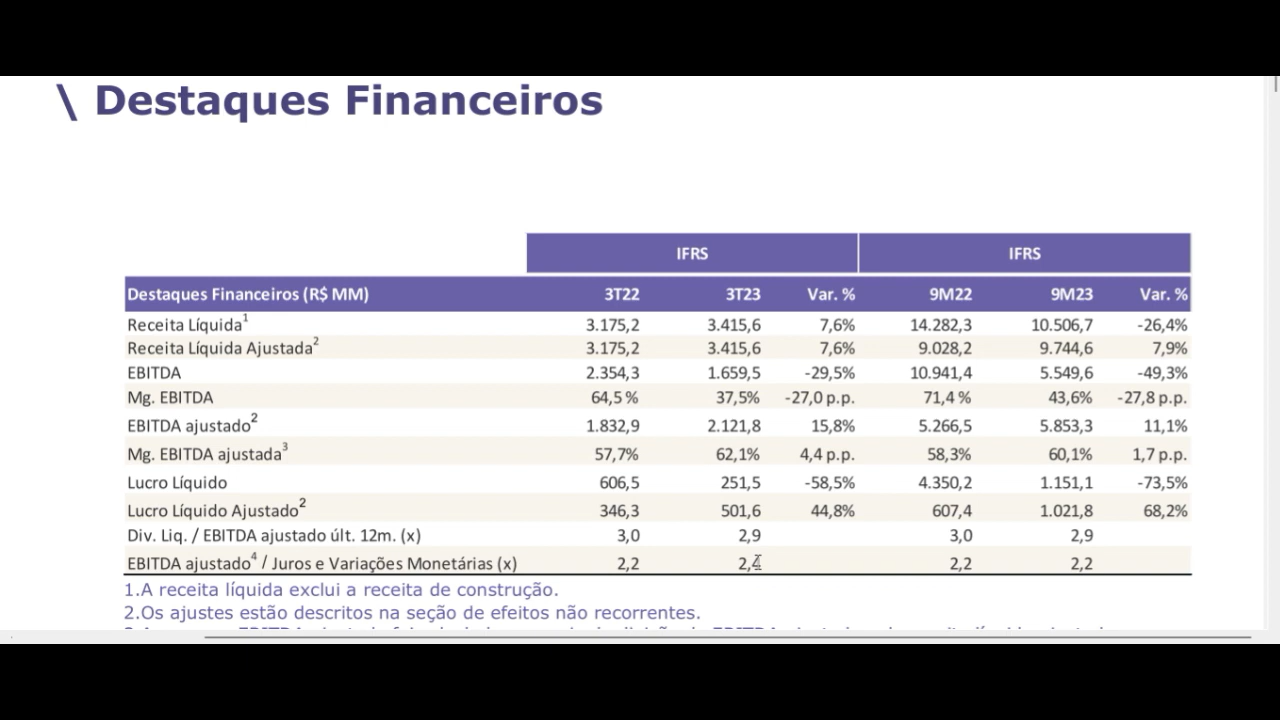 \ Destaques Financeiros
IFRS IFRS
Destaques Financeiros (R$ MM) 3T22 3T23 Var. % 9M22 9M23 Var. %
Receita Líquida¹ 3.175,2 3.415,6 7,6% 14.282,3 10.506,7 -26,4%
Receita Líquida Ajustada² 3.175,2 3.415,6 7,6% 9.028,2 9.744,6 7,9%
EBITDA 2.354,3 1.659,5 -29,5% 10.941,4 5.549,6 -49,3%
Mg. EBITDA 64,5 % 37,5% -27,0 p.p. 71,4 % 43,6% -27,8 p.p.
EBITDA ajustado² 1.832,9 2.121,8 15,8% 5.266,5 5.853,3 11,1%
Mg. EBITDA ajustada³ 57,7% 62,1% 4,4 p.p. 58,3% 60,1% 1,7 p.p.
Lucro Líquido 606,5 251,5 -58,5% 4.350,2 1.151,1 -73,5%
Lucro Líquido Ajustado² 346,3 501,6 44,8% 607,4 1.021,8 68,2%
Div. Liq. / EBITDA ajustado últ. 12m. (x) 3,0 2,9 3,0 2,9
EBITDA ajustado⁴ / Juros e Variações Monetárias (x) 2,2 2,2 2,2
1.A receita líquida exclui a receita de construção.
2.Os ajustes estão descritos na seção de efeitos não recorrentes.